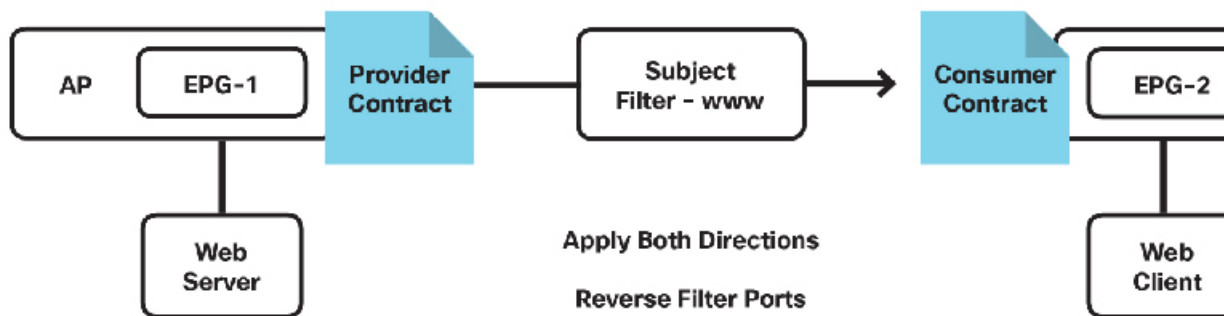 AP
EPG-1
Provider
Contract
Subject
Filter - www
Consumer
Contract
EPG-2
Web
Server
Apply Both Directions
Reverse Filter Ports
Web
Client